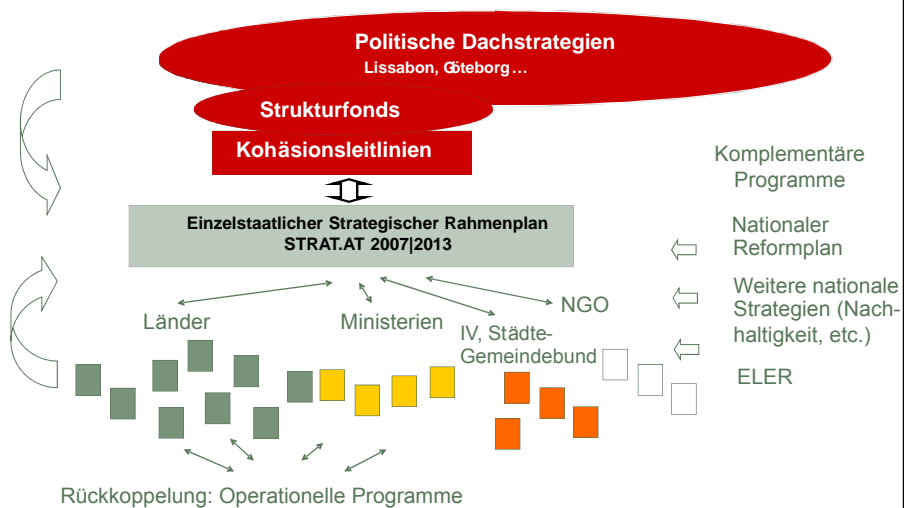 Politische Dachstrategien
Lissabon, Göteborg…
Strukturfonds
Kohäsionsleitlinien
Einzelstaatlicher Strategischer Rahmenplan
STRAT.AT 2007|2013
Länder
Ministerien
IV, Städte-
Gemeindebund
NGO
Komplementäre
Programme
Nationaler
Reformplan
Weitere nationale
Strategien (Nach-
haltigkeit, etc.)
ELER
Rückkoppelung: Operationelle Programme